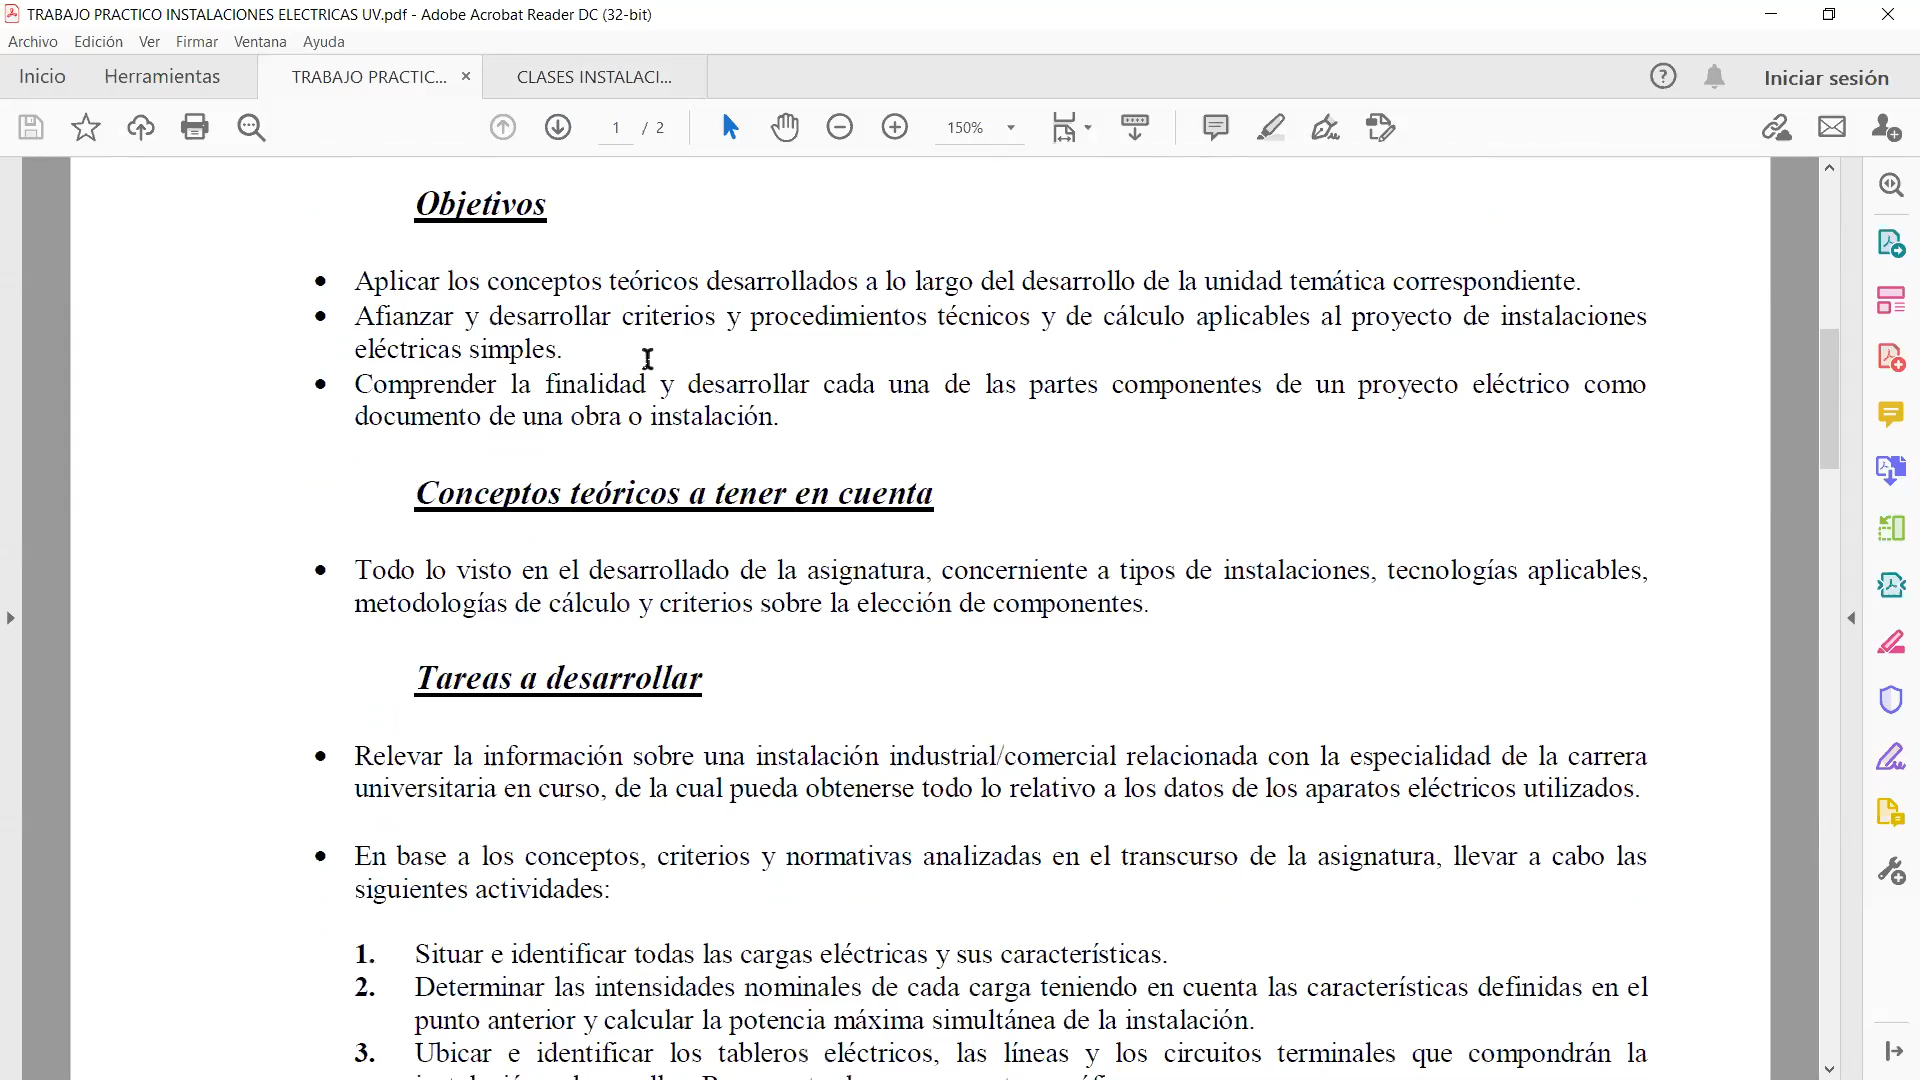 TRABAJO PRACTICO INSTALACIONES ELECTRICAS UV.pdf - Adobe Acrobat Reader DC (32-bit)
Archivo Edición Ver Firmar Ventana Ayuda
Inicio Herramientas TRABAJO PRACTIC... × CLASES INSTALACI... Iniciar sesión
1 / 2 150%
Objetivos
• Aplicar los conceptos teóricos desarrollados a lo largo del desarrollo de la unidad temática correspondiente.
• Afianzar y desarrollar criterios y procedimientos técnicos y de cálculo aplicables al proyecto de instalaciones
eléctricas simples.
• Comprender la finalidad y desarrollar cada una de las partes componentes de un proyecto eléctrico como
documento de una obra o instalación.
Conceptos teóricos a tener en cuenta
• Todo lo visto en el desarrollado de la asignatura, concerniente a tipos de instalaciones, tecnologías aplicables,
metodologías de cálculo y criterios sobre la elección de componentes.
Tareas a desarrollar
• Relevar la información sobre una instalación industrial/comercial relacionada con la especialidad de la carrera
universitaria en curso, de la cual pueda obtenerse todo lo relativo a los datos de los aparatos eléctricos utilizados.
• En base a los conceptos, criterios y normativas analizadas en el transcurso de la asignatura, llevar a cabo las
siguientes actividades:
1. Situar e identificar todas las cargas eléctricas y sus características.
2. Determinar las intensidades nominales de cada carga teniendo en cuenta las características definidas en el
punto anterior y calcular la potencia máxima simultánea de la instalación.
3. Ubicar e identificar los tableros eléctricos, las líneas y los circuitos terminales que compondrán la